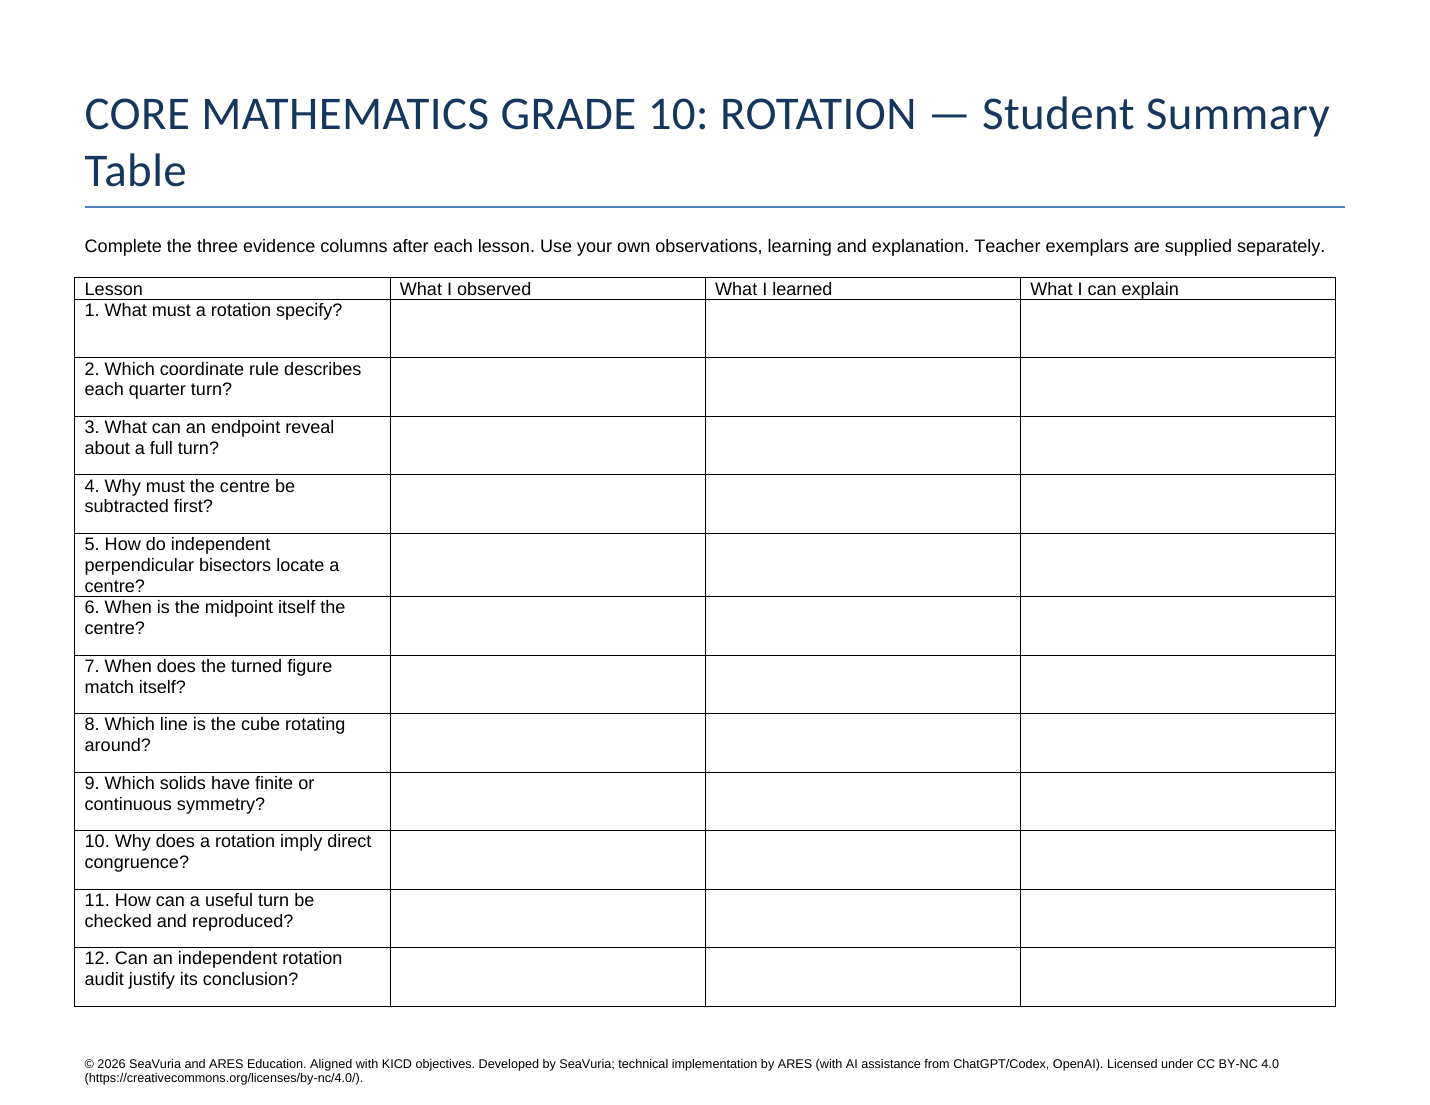 CORE MATHEMATICS GRADE 10: ROTATION — Student Summary
Table
Complete the three evidence columns after each lesson. Use your own observations, learning and explanation. Teacher exemplars are supplied separately.
Lesson What I observed What I learned What I can explain
1. What must a rotation specify?
2. Which coordinate rule describes
each quarter turn?
3. What can an endpoint reveal
about a full turn?
4. Why must the centre be
subtracted first?
5. How do independent
perpendicular bisectors locate a
centre?
6. When is the midpoint itself the
centre?
7. When does the turned figure
match itself?
8. Which line is the cube rotating
around?
9. Which solids have finite or
continuous symmetry?
10. Why does a rotation imply direct
congruence?
11. How can a useful turn be
checked and reproduced?
12. Can an independent rotation
audit justify its conclusion?
© 2026 SeaVuria and ARES Education. Aligned with KICD objectives. Developed by SeaVuria; technical implementation by ARES (with AI assistance from ChatGPT/Codex, OpenAI). Licensed under CC BY-NC 4.0
(https://creativecommons.org/licenses/by-nc/4.0/).